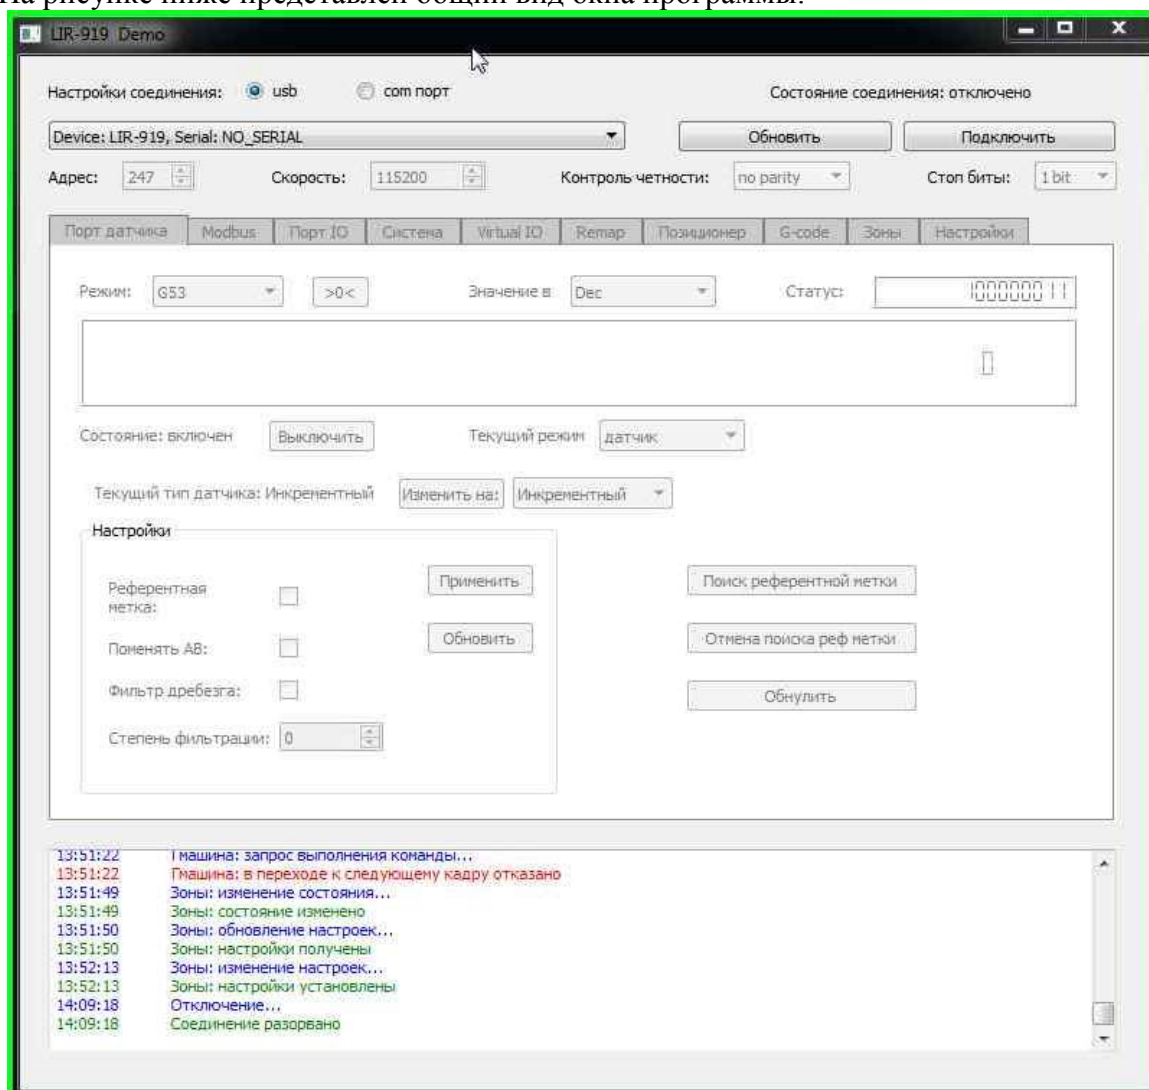 На рисунке ниже представлен общий вид окна программы.
LIR-919 Demo
Настройки соединения: usb com порт Состояние соединения: отключено
Device: LIR-919, Serial: NO_SERIAL Обновить Подключить
Адрес: 247 Скорость: 115200 Контроль четности: no parity Стоп биты: 1 bit
Порт датчика Modbus Порт IO Система Virtual IO Remap Позиционер G-code Зоны Настройки
Режим: G53 >0< Значение в Dec Статус: 1000000 11
0
Состояние: включен Выключить Текущий режим датчик
Текущий тип датчика: Инкрементный Изменить на: Инкрементный
Настройки
Референтная
метка:
Применить Поиск референтной метки
Поменять AB: Обновить Отмена поиска реф метки
Фильтр дребезга: Обнулить
Степень фильтрации: 0
13:51:22 Гмашина: запрос выполнения команды...
13:51:22 Гмашина: в переходе к следующему кадру отказано
13:51:49 Зоны: изменение состояния...
13:51:49 Зоны: состояние изменено
13:51:50 Зоны: обновление настроек...
13:51:50 Зоны: настройки получены
13:52:13 Зоны: изменение настроек...
13:52:13 Зоны: настройки установлены
14:09:18 Отключение...
14:09:18 Соединение разорвано